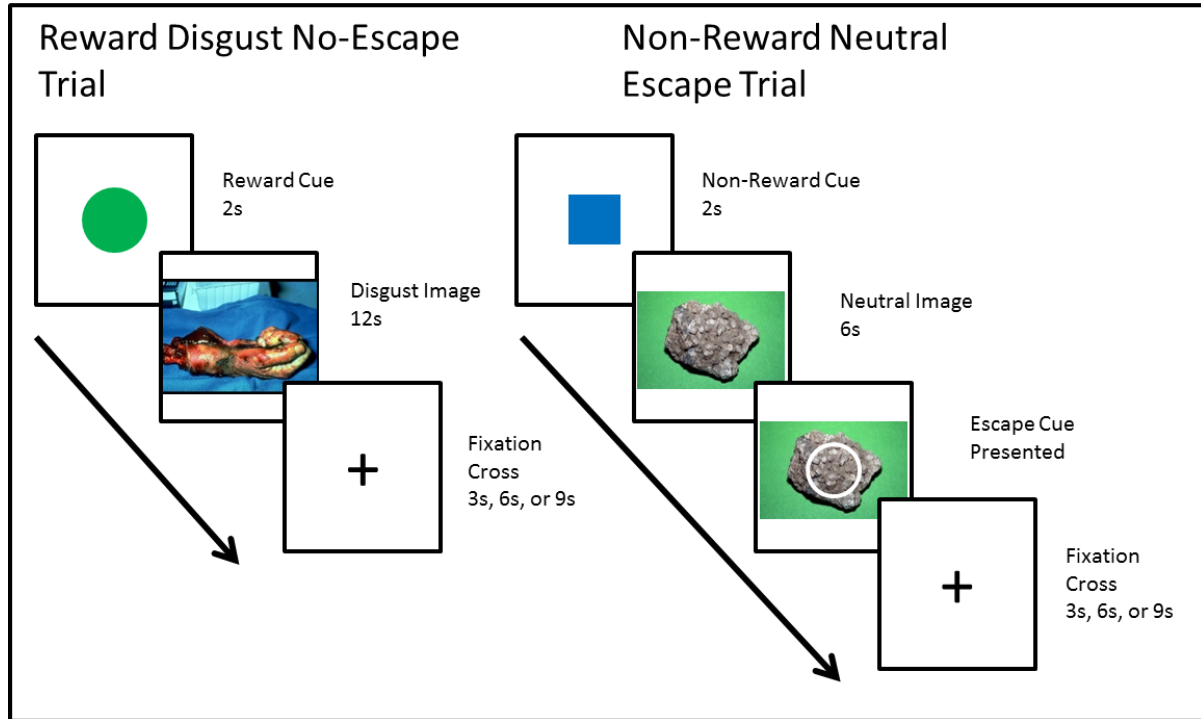 Reward Disgust No-Escape
Trial
Reward Cue
2s
Disgust Image
12s
Fixation
Cross
3s, 6s, or 9s
Non-Reward Neutral
Escape Trial
Non-Reward Cue
2s
Neutral Image
6s
Escape Cue
Presented
Fixation
Cross
3s, 6s, or 9s